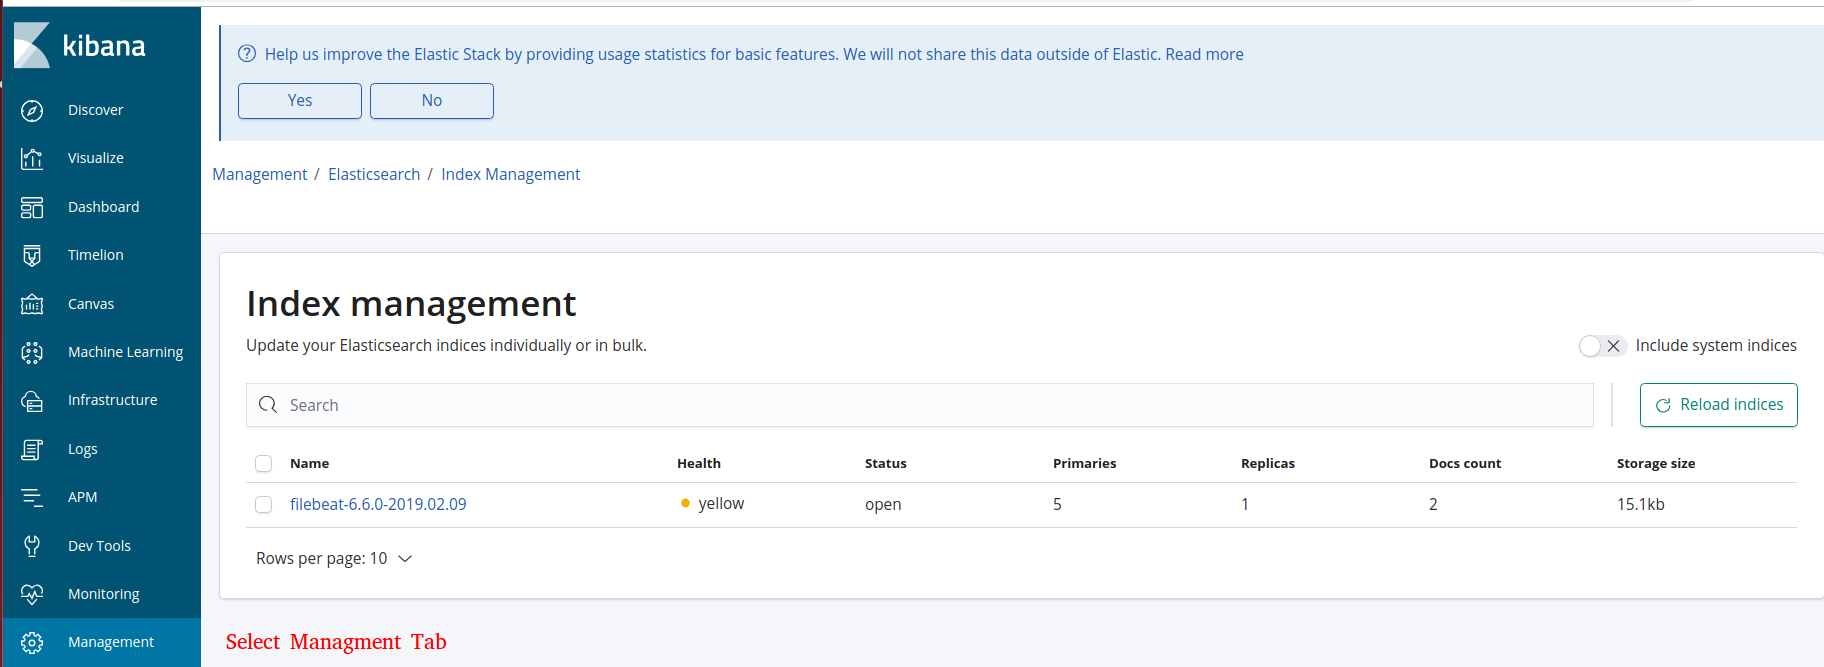 kibana
Discover
Visualize
Dashboard
Timelion
Canvas
Machine Learning
Infrastructure
Logs
APM
Dev Tools
Monitoring
Management
Help us improve the Elastic Stack by providing usage statistics for basic features. We will not share this data outside of Elastic. Read more
Yes No
Management / Elasticsearch / Index Management
Index management
Update your Elasticsearch indices individually or in bulk.
Include system indices
Search
Reload indices
Name Health Status Primaries Replicas Docs count Storage size
filebeat-6.6.0-2019.02.09 yellow open 5 1 2 15.1kb
Rows per page: 10
Select Managment Tab